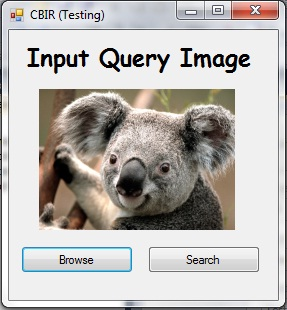 CBIR (Testing)
Input Query Image
Browse
Search